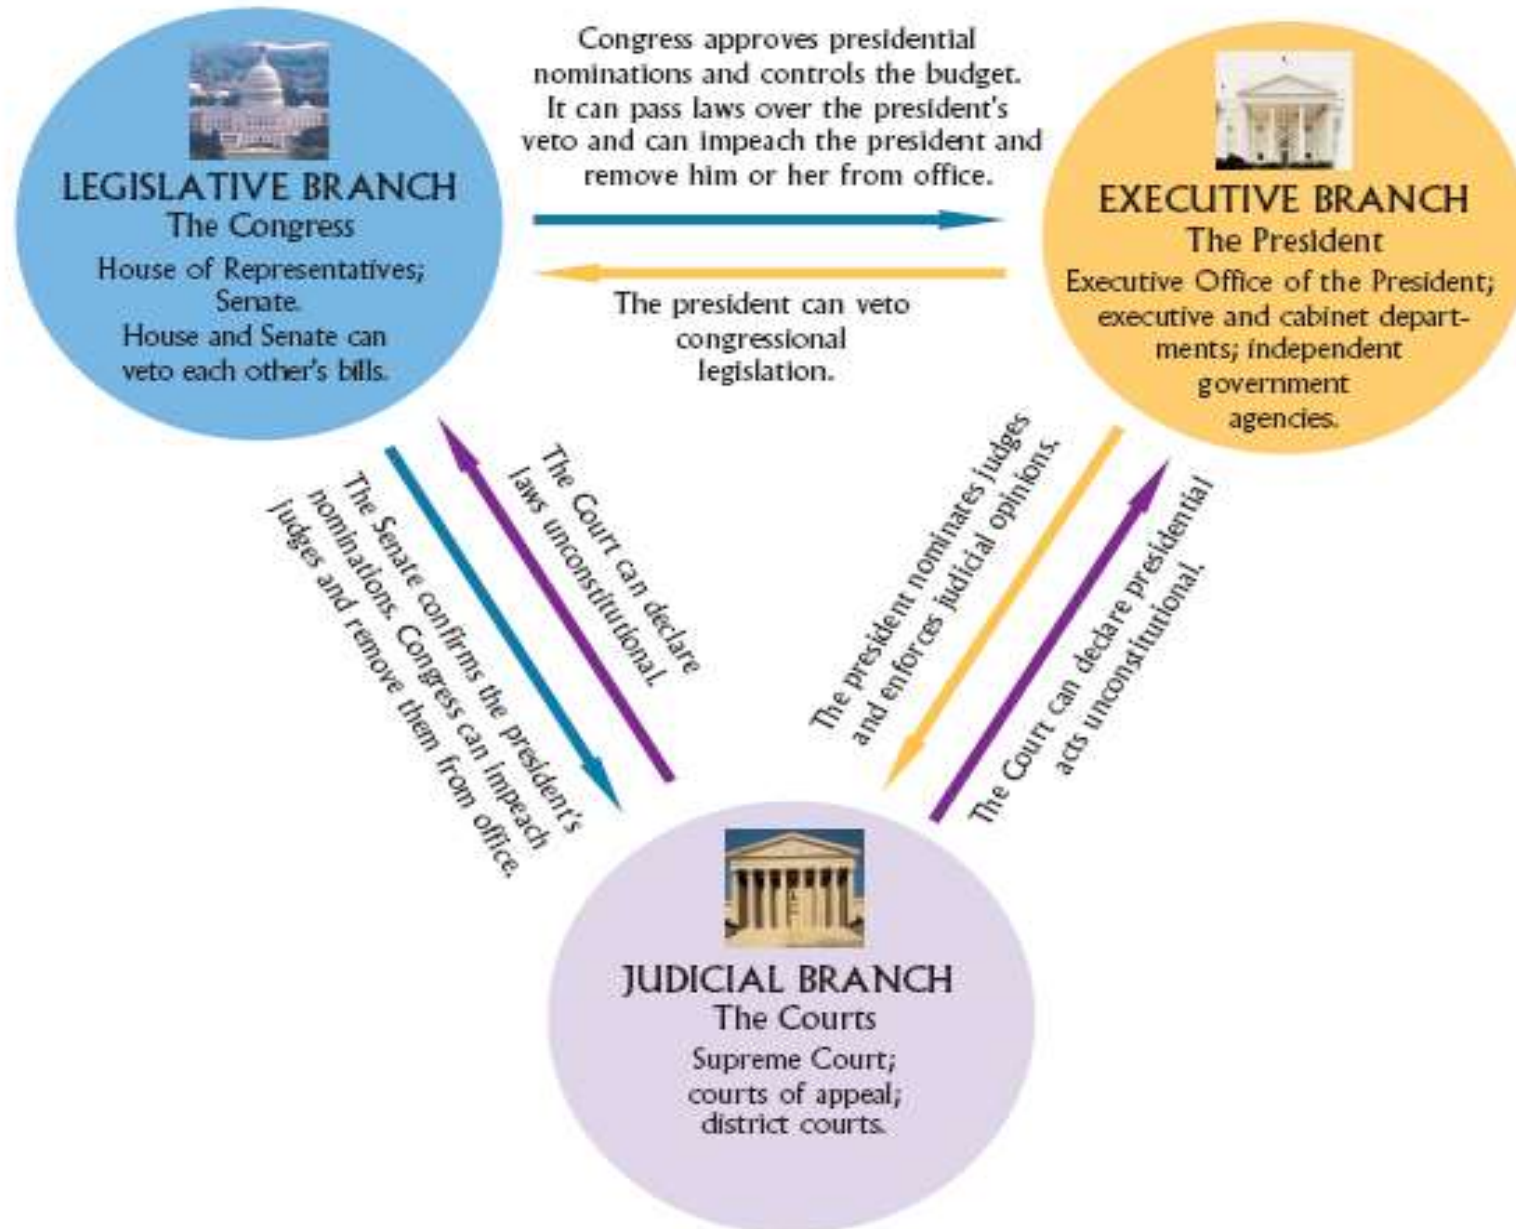 LEGISLATIVE BRANCH
The Congress
House of Representatives;
Senate.
House and Senate can
veto each other's bills.
Congress approves presidential
nominations and controls the budget.
It can pass laws over the president's
veto and can impeach the president and
remove him or her from office.
The president can veto
congressional
legislation.
EXECUTIVE BRANCH
The President
Executive Office of the President;
executive and cabinet depart-
ments; independent
government
agencies.
The Senate confirms the president's
nominations. Congress can impeach
judges and remove them from office.
The Court can declare
laws unconstitutional.
The president nominates judges
and enforces judicial opinions.
The Court can declare presidential
acts unconstitutional.
JUDICIAL BRANCH
The Courts
Supreme Court;
courts of appeal;
district courts.